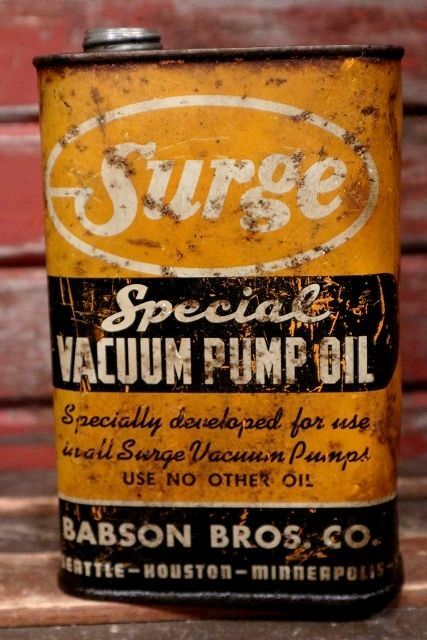 Surge
Special
VACUUM PUMP OIL
Specially developed for use
in all Surge Vacuum Pumps
USE NO OTHER OIL
BABSON BROS. CO.
SEATTLE-HOUSTON-MINNEAPOLIS-